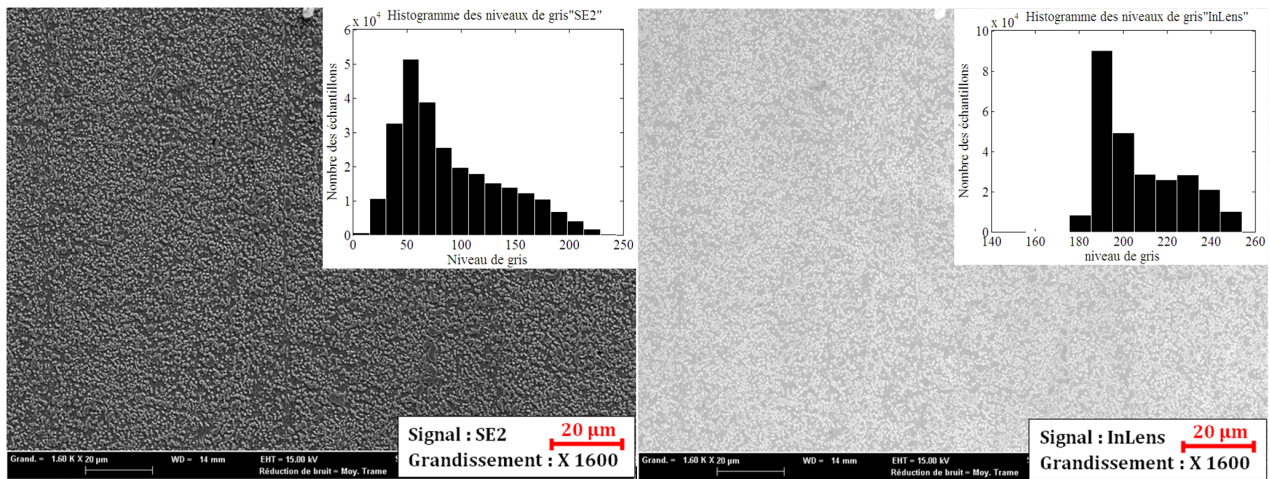 Histogramme des niveaux de gris"SE2"
x 10⁴
6
5
4
3
2
1
0
Nombre des échantillons
0 50 100 150 200 250
Niveau de gris
Signal : SE2
20 µm
Grandissement : X 1600
Grand. = 1.60 K X 20 µm WD = 14 mm EHT = 15.00 kV
Réduction de bruit = Moy. Trame
Histogramme des niveaux de gris"InLens"
x 10⁴
10
8
6
4
2
0
Nombre des échantillons
140 160 180 200 220 240 260
niveau de gris
Signal : InLens
20 µm
Grandissement : X 1600
Grand. = 1.60 K X 20 µm WD = 14 mm EHT = 15.00 kV
Réduction de bruit = Moy. Trame